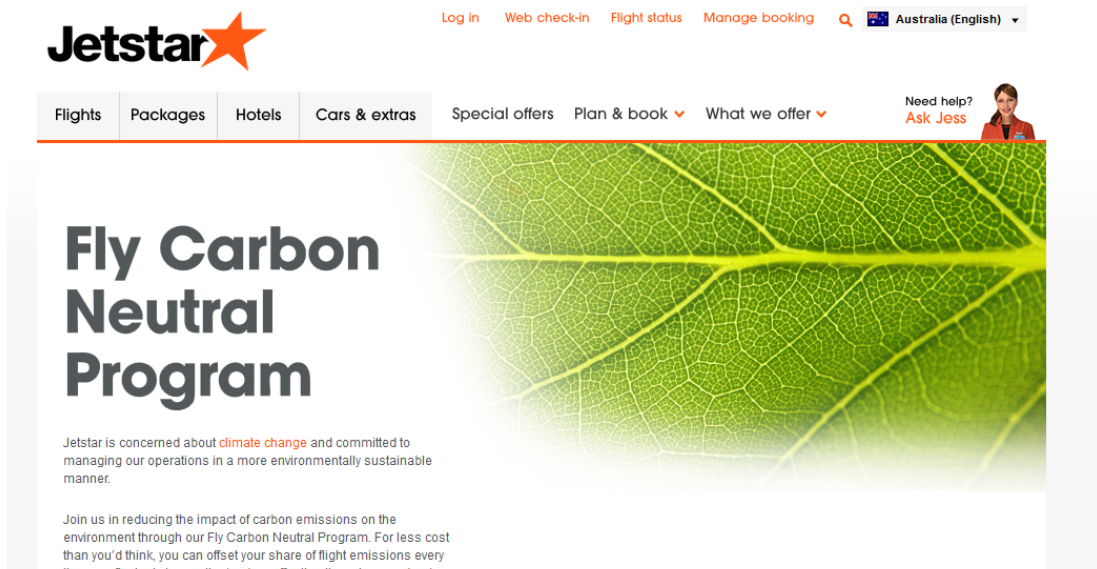 Log in Web check-in Flight status Manage booking Australia (English)
Jetstar
Flights Packages Hotels Cars & extras Special offers Plan & book What we offer
Need help?
Ask Jess
Fly Carbon
Neutral
Program
Jetstar is concerned about climate change and committed to
managing our operations in a more environmentally sustainable
manner.
Join us in reducing the impact of carbon emissions on the
environment through our Fly Carbon Neutral Program. For less cost
than you'd think, you can offset your share of flight emissions every